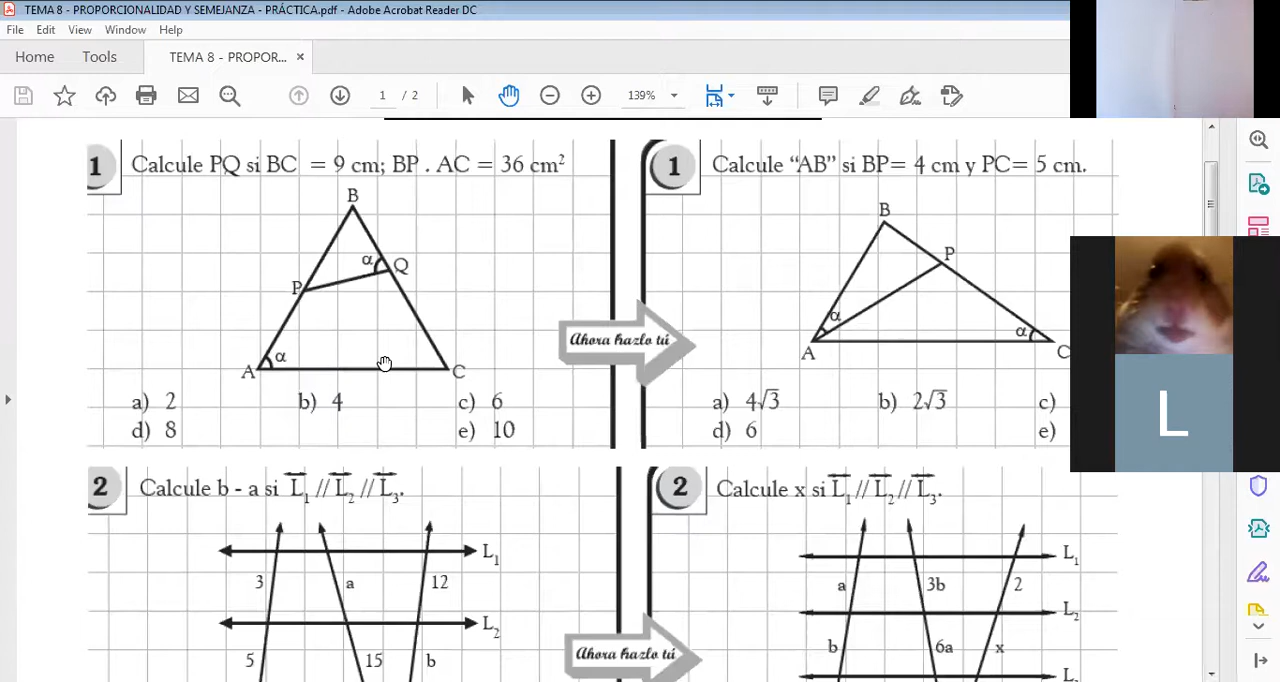 TEMA 8 - PROPORCIONALIDAD Y SEMEJANZA - PRÁCTICA.pdf - Adobe Acrobat Reader DC
File Edit View Window Help
Home Tools TEMA 8 - PROPOR... ×
1 / 2 139%
1 Calcule PQ si BC = 9 cm; BP . AC = 36 cm²
B
α Q
P
α
A C
a) 2 b) 4 c) 6
d) 8 e) 10
Ahora hazlo tú
1 Calcule “AB” si BP= 4 cm y PC= 5 cm.
B
P
α α
A C
a) 4√3 b) 2√3 c)
d) 6 e)
L
2 Calcule b - a si L₁ // L₂ // L₃.
L₁
3 a 12
L₂
5 15 b
Ahora hazlo tú
2 Calcule x si L₁ // L₂ // L₃.
L₁
a 3b 2
L₂
b 6a x
L